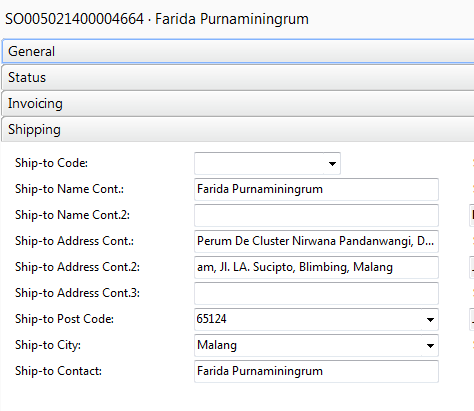 SO005021400004664 · Farida Purnaminingrum
General
Status
Invoicing
Shipping
Ship-to Code:
Ship-to Name Cont.: Farida Purnaminingrum
Ship-to Name Cont.2:
Ship-to Address Cont.: Perum De Cluster Nirwana Pandanwangi, D...
Ship-to Address Cont.2: am, Jl. LA. Sucipto, Blimbing, Malang
Ship-to Address Cont.3:
Ship-to Post Code: 65124
Ship-to City: Malang
Ship-to Contact: Farida Purnaminingrum